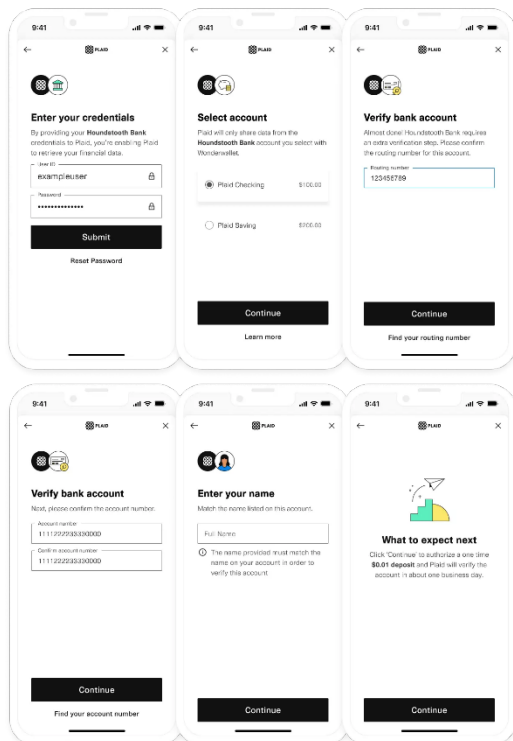 9:41
PLAID
Enter your credentials
By providing your Houndstooth Bank
credentials to Plaid, you're enabling Plaid
to retrieve your financial data.
User ID
exampleuser
Password
Submit
Reset Password
9:41
PLAID
Select account
Plaid will only share data from the
Houndstooth Bank account you select with
Wonderwallet.
Plaid Checking $100.00
Plaid Saving $200.00
Continue
Learn more
9:41
PLAID
Verify bank account
Almost done! Houndstooth Bank requires
an extra verification step. Please confirm
the routing number for this account.
Routing number
123456789
Continue
Find your routing number
9:41
PLAID
Verify bank account
Next, please confirm the account number.
Account number
1111222233330000
Confirm account number
1111222233330000
Continue
Find your account number
9:41
PLAID
Enter your name
Match the name listed on this account.
Full Name
The name provided must match the
name on your account in order to
verify this account
Continue
9:41
PLAID
What to expect next
Click 'Continue' to authorize a one time
$0.01 deposit and Plaid will verify the
account in about one business day.
Continue